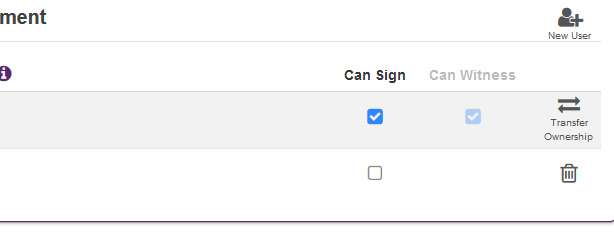 ment
New User
Can Sign Can Witness
Transfer
Ownership